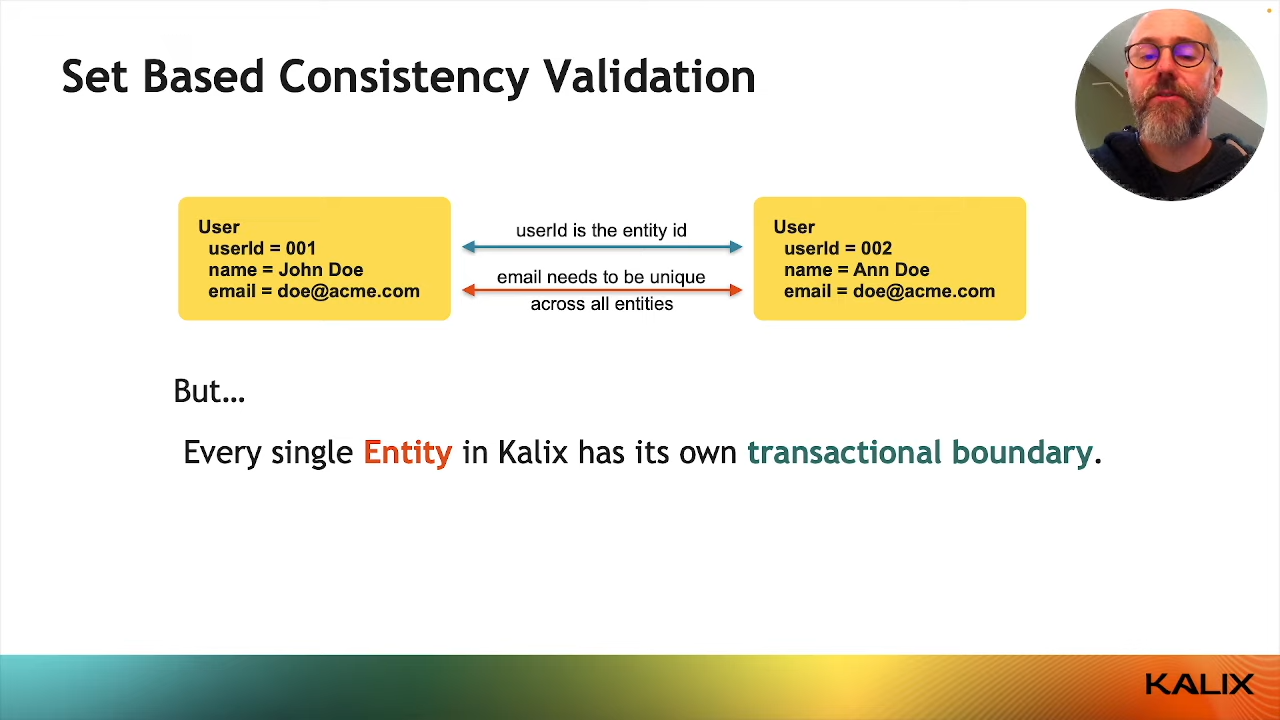 Set Based Consistency Validation
User
userId = 001
name = John Doe
email = doe@acme.com
userId is the entity id
email needs to be unique
across all entities
User
userId = 002
name = Ann Doe
email = doe@acme.com
But…
Every single Entity in Kalix has its own transactional boundary.
KALIX